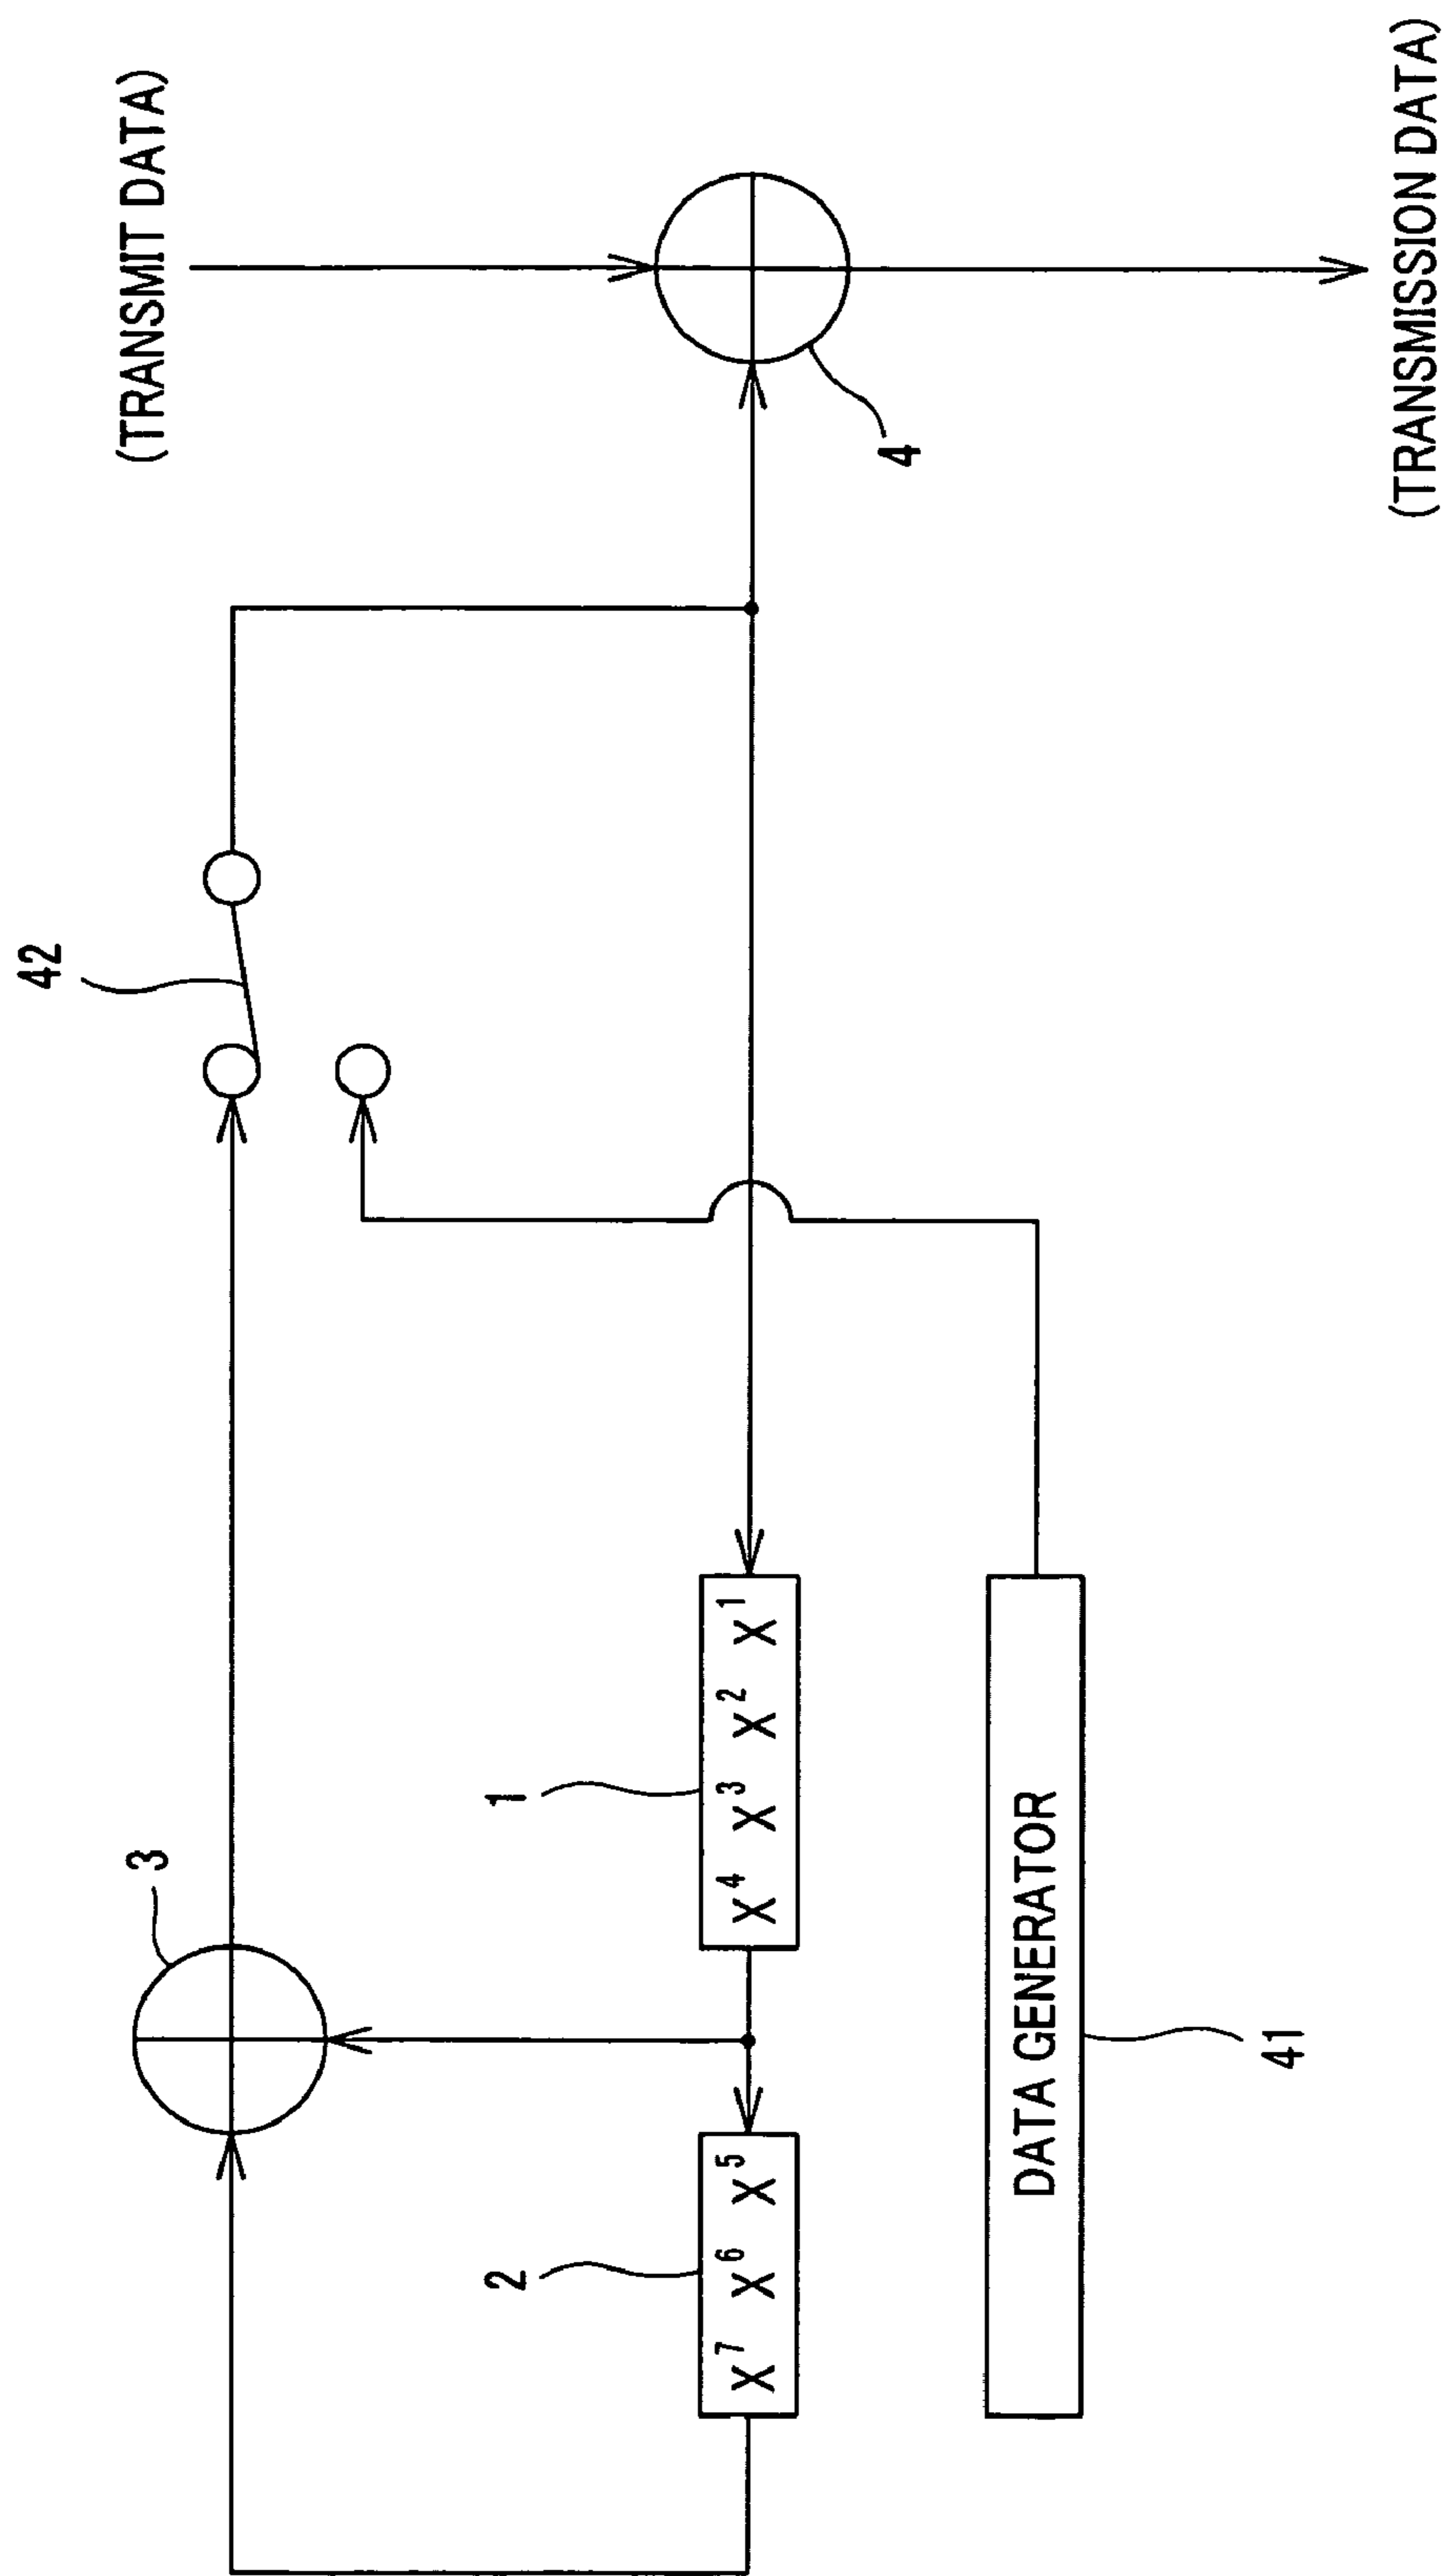 42
3
(TRANSMIT DATA)
2
1
X⁷ X⁶ X⁵
X⁴ X³ X² X¹
4
DATA GENERATOR
41
(TRANSMISSION DATA)